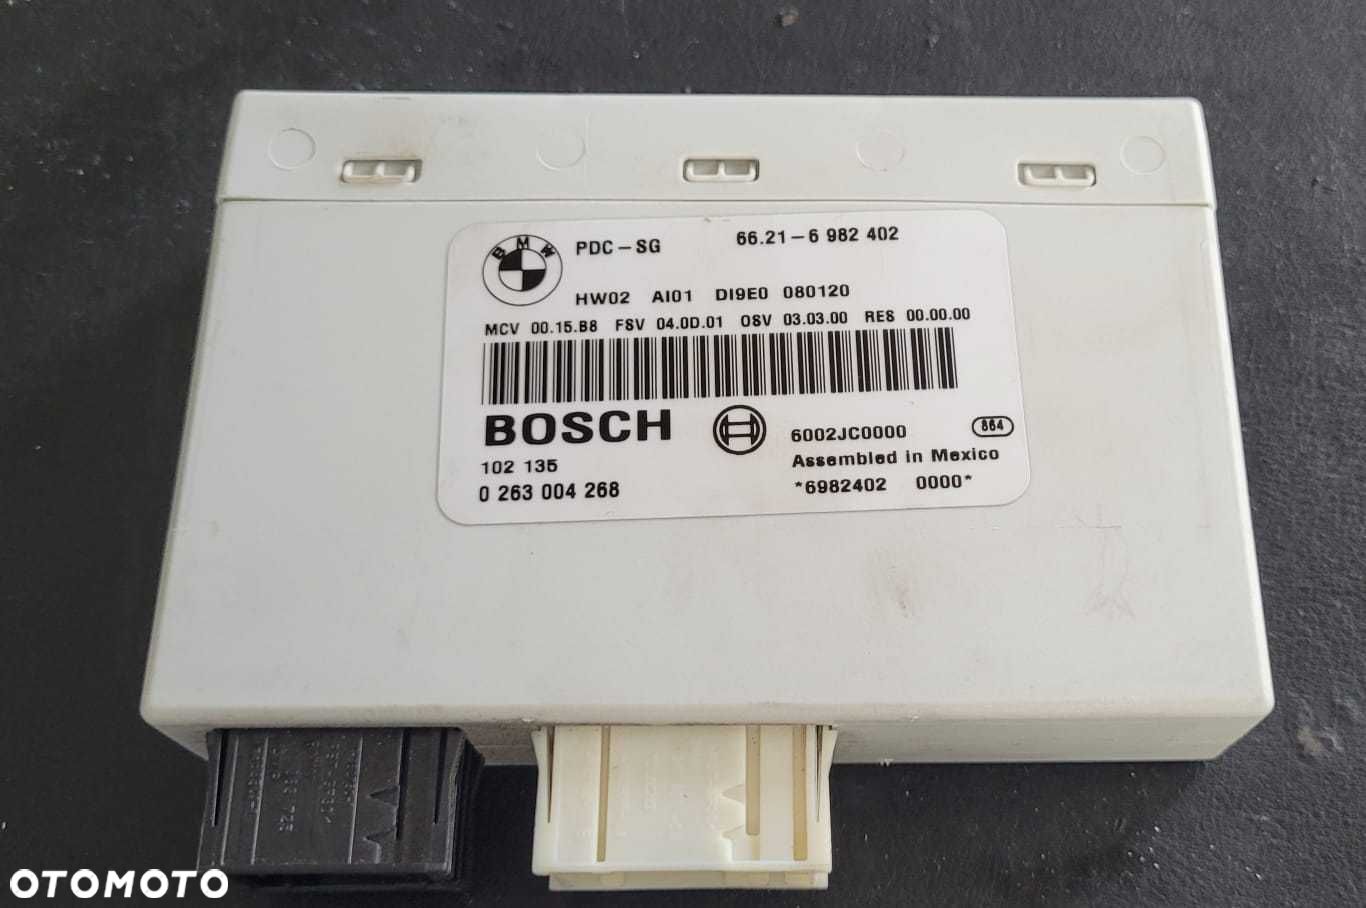 BMW
PDC-SG 66.21-6 982 402
HW02 AI01 DI9E0 080120
MCV 00.15.B8 FSV 04.0D.01 OSV 03.03.00 RES 00.00.00
BOSCH
6002JC0000 864
102 135 Assembled in Mexico
0 263 004 268 *6982402 0000*
OTOMOTO